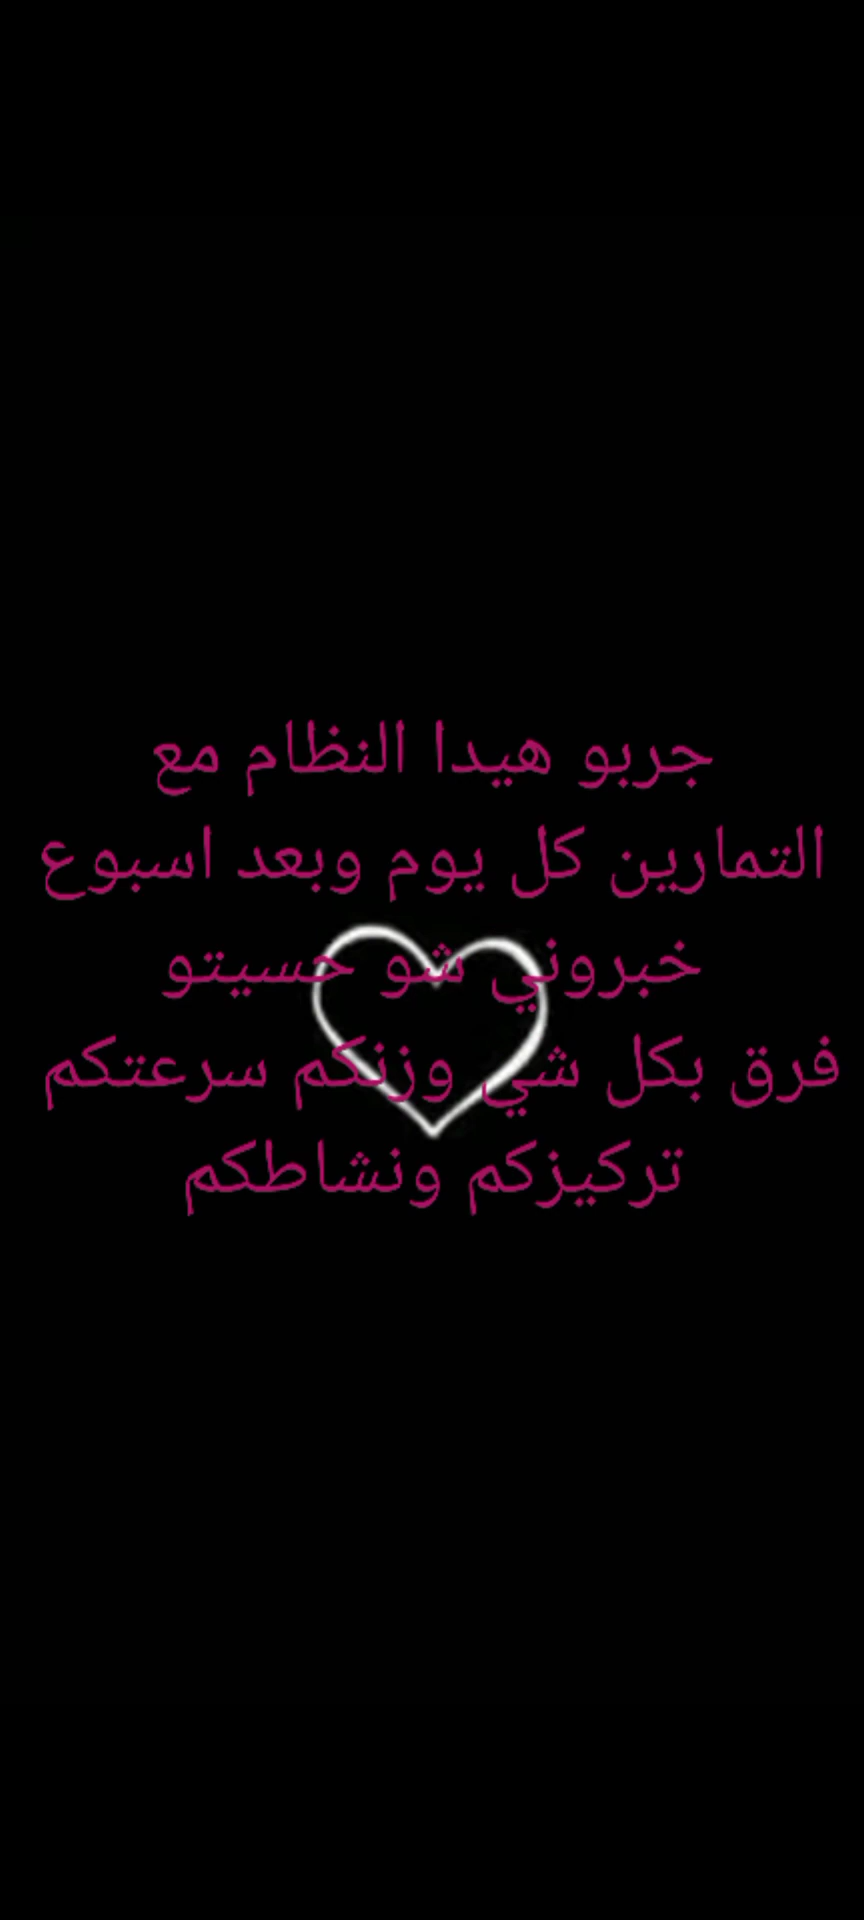 جربو هيدا النظام مع
التمارين كل يوم وبعد اسبوع
خبروني شو حسيتو
فرق بكل شي وزنكم سرعتكم
تركيزكم ونشاطكم